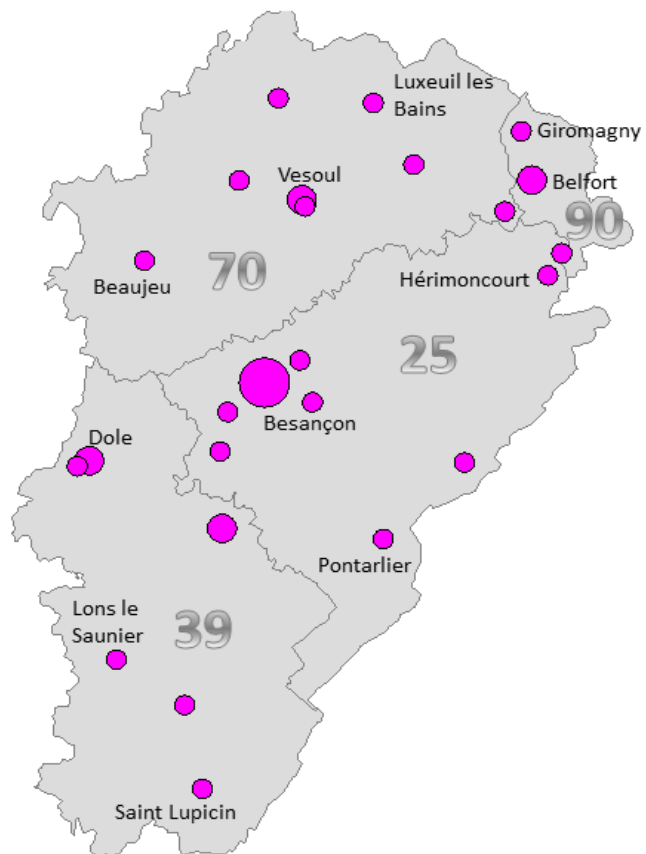 Luxeuil les
Bains
Giromagny
Vesoul
Belfort
90
Beaujeu
70
Hérimoncourt
25
Besançon
Dole
Pontarlier
Lons le
Saunier
39
Saint Lupicin